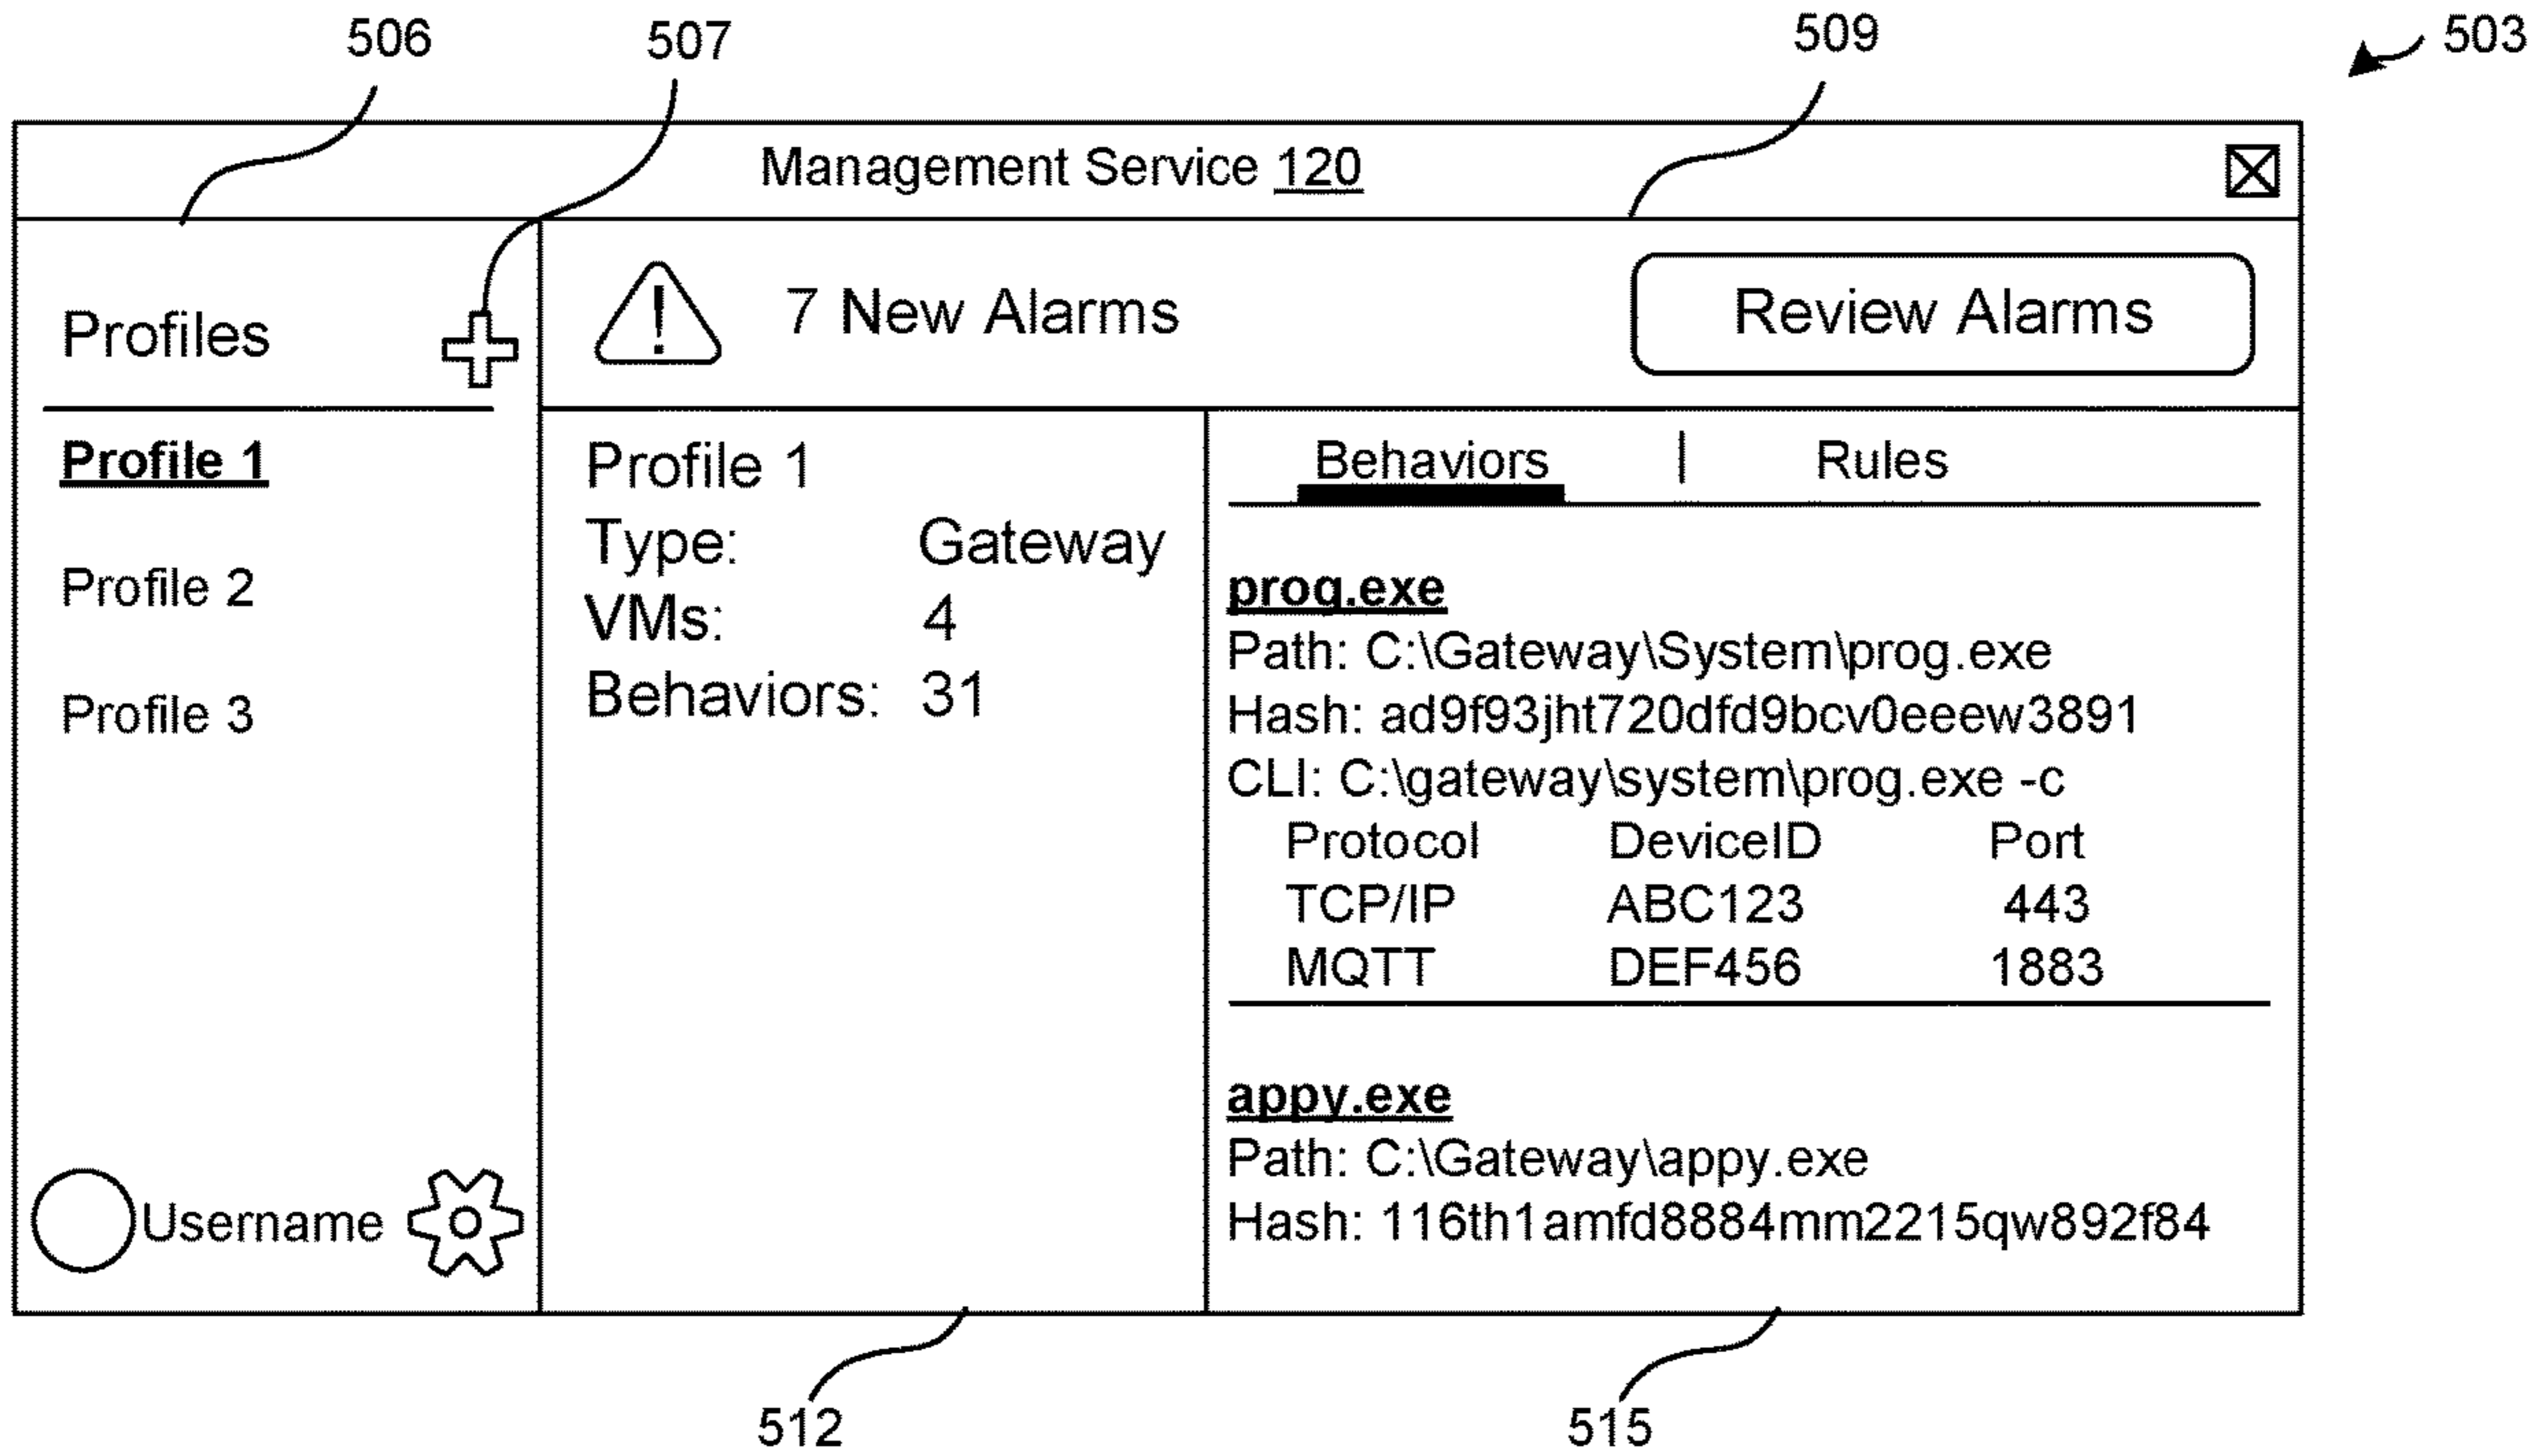 506 507 509 503
Management Service 120
Profiles
Profile 1
Profile 2
Profile 3
Username
! 7 New Alarms Review Alarms
Profile 1
Type: Gateway
VMs: 4
Behaviors: 31
Behaviors | Rules
prog.exe
Path: C:\Gateway\System\prog.exe
Hash: ad9f93jht720dfd9bcv0eeew3891
CLI: C:\gateway\system\prog.exe -c
Protocol DeviceID Port
TCP/IP ABC123 443
MQTT DEF456 1883
appy.exe
Path: C:\Gateway\appy.exe
Hash: 116th1amfd8884mm2215qw892f84
512 515